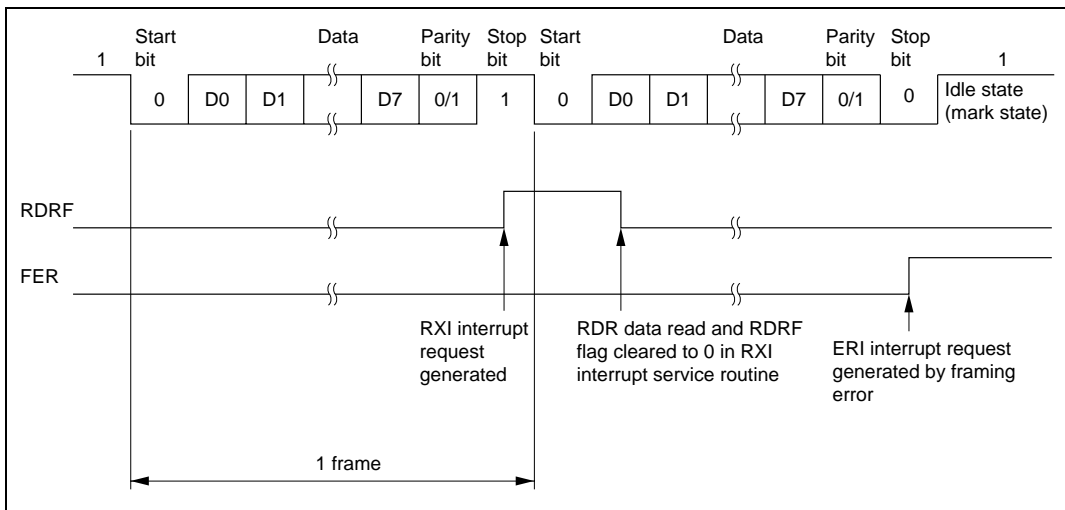 Start bit
Data
Parity bit
Stop bit
Start bit
Data
Parity bit
Stop bit
1
1
0
D0
D1
D7
0/1
1
0
D0
D1
D7
0/1
0
Idle state
(mark state)
RDRF
FER
RXI interrupt
request
generated
RDR data read and RDRF
flag cleared to 0 in RXI
interrupt service routine
ERI interrupt request
generated by framing
error
1 frame